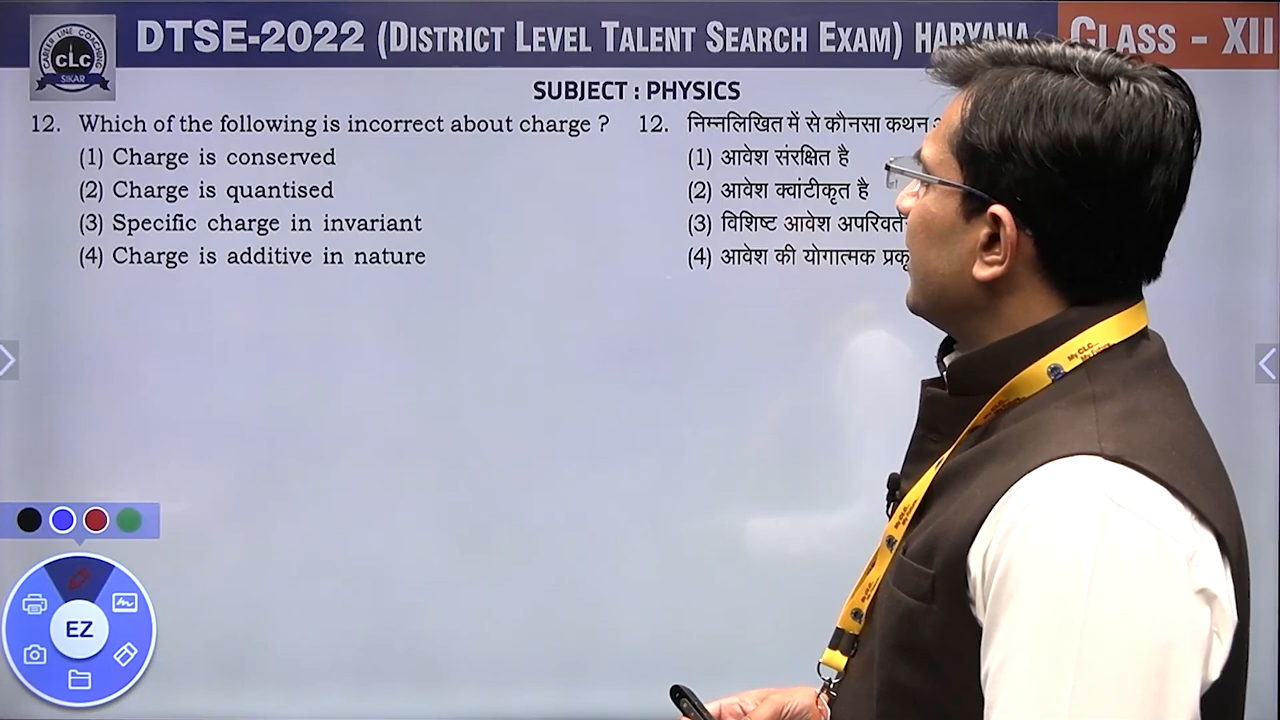 DTSE-2022 (DISTRICT LEVEL TALENT SEARCH EXAM) HARYANA
CLASS - XII
CAREER LINE COACHING
CLC
SIKAR
SUBJECT : PHYSICS
12. Which of the following is incorrect about charge ?
(1) Charge is conserved
(2) Charge is quantised
(3) Specific charge in invariant
(4) Charge is additive in nature
12. निम्नलिखित में से कौनसा कथन
(1) आवेश संरक्षित है
(2) आवेश क्वांटीकृत है
(3) विशिष्ट आवेश
(4) आवेश की योगात्मक
EZ
My CLC...